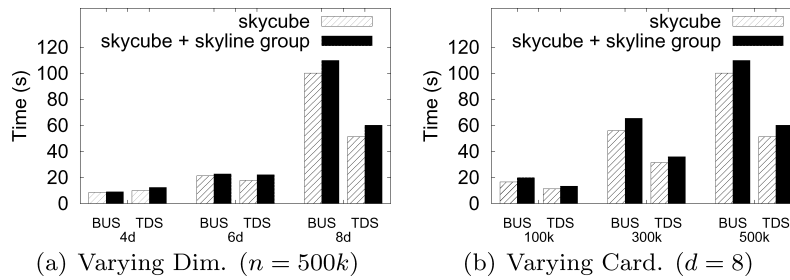 skycube
skycube + skyline group
Time (s)
120
100
80
60
40
20
0
BUS TDS BUS TDS BUS TDS
4d 6d 8d
(a) Varying Dim. (n = 500k)
skycube
skycube + skyline group
Time (s)
120
100
80
60
40
20
0
BUS TDS BUS TDS BUS TDS
100k 300k 500k
(b) Varying Card. (d = 8)